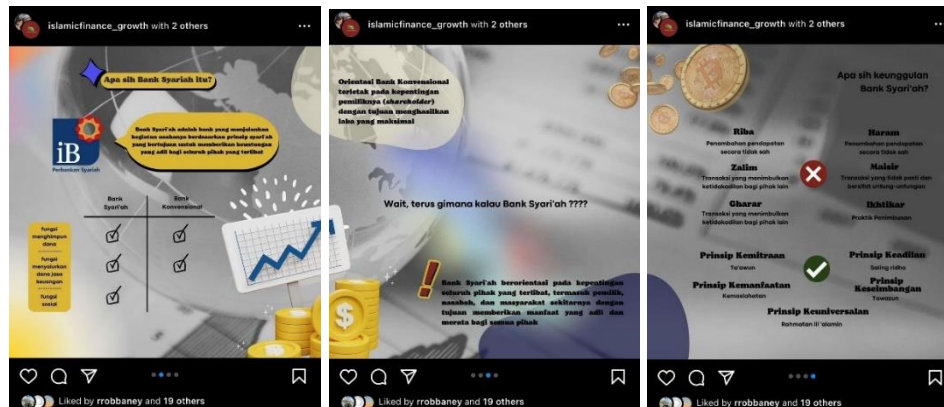 islamicfinance_growth with 2 others
Apa sih Bank Syariah itu?
Bank Syari'ah adalah bank yang menjalankan
kegiatan usahanya berdasarkan prinsip syari'ah
yang bertujuan untuk memberikan keuntungan
yang adil bagi seluruh pihak yang terlibat
iB
Perbankan Syariah
Bank
Syari'ah
Bank
Konvensional
fungsi
menghimpun
dana
fungsi
menyalurkan
dana jasa
keuangan
fungsi
sosial
Liked by rrobbaney and 19 others
islamicfinance_growth with 2 others
Orientasi Bank Konvensional
terletak pada kepentingan
pemiliknya (shareholder)
dengan tujuan menghasilkan
laba yang maksimal
Wait, terus gimana kalau Bank Syari'ah ????
Bank Syari'ah berorientasi pada kepentingan
seluruh pihak yang terlibat, termasuk pemilik,
nasabah, dan masyarakat sekitarnya dengan
tujuan memberikan manfaat yang adil dan
merata bagi semua pihak
Liked by rrobbaney and 19 others
islamicfinance_growth with 2 others
Apa sih keunggulan
Bank Syari'ah?
Riba
Penambahan pendapatan
secara tidak sah
Haram
Penambahan pendapatan
secara tidak sah
Zalim
Transaksi yang menimbulkan
ketidakadilan bagi pihak lain
Maisir
Transaksi yang tidak pasti dan
bersifat untung-untungan
Gharar
Transaksi yang menimbulkan
ketidakadilan bagi pihak lain
Ikhtikar
Praktik Penimbunan
Prinsip Kemitraan
Ta'awun
Prinsip Keadilan
Saling ridho
Prinsip Kemanfaatan
Kemaslahatan
Prinsip
Keseimbangan
Tawazun
Prinsip Keuniversalan
Rahmatan lil 'alamin
Liked by rrobbaney and 19 others